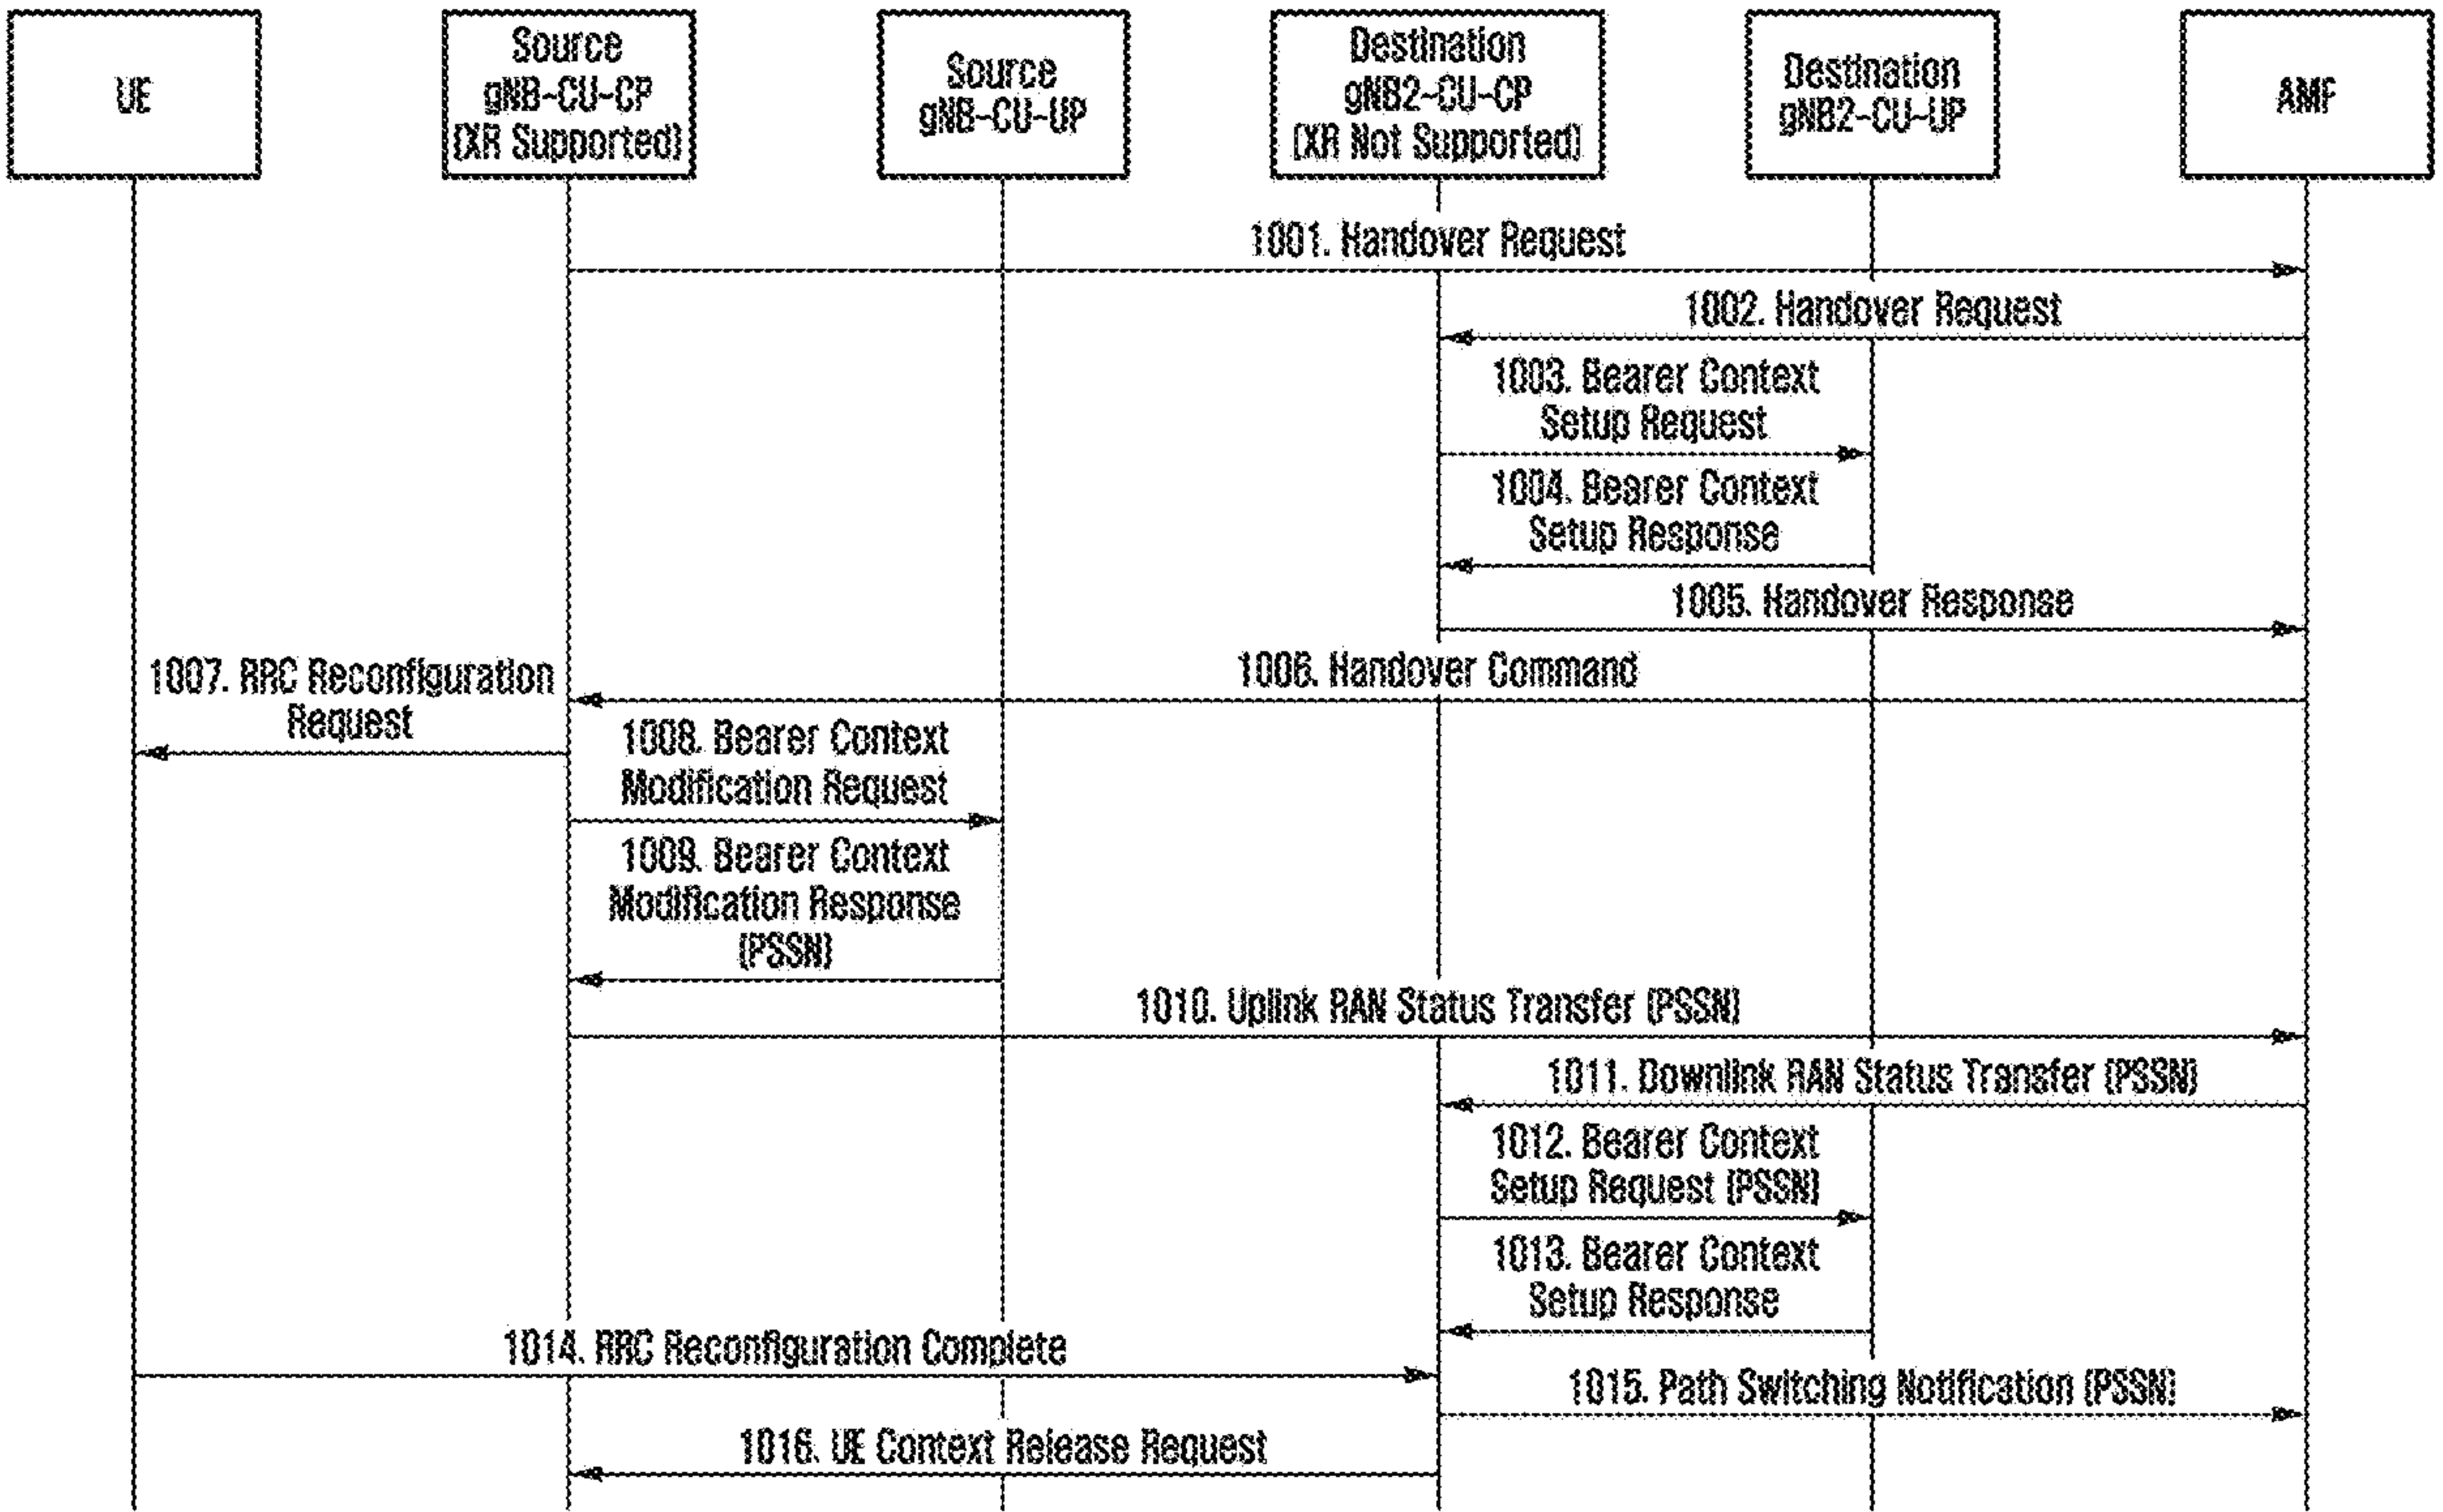 UE
Source
gNB-CU-CP
(XR Supported)
Source
gNB-CU-UP
Destination
gNB2-CU-CP
(XR Not Supported)
Destination
gNB2-CU-UP
AMF
1001. Handover Request
1002. Handover Request
1003. Bearer Context
Setup Request
1004. Bearer Context
Setup Response
1005. Handover Response
1006. Handover Command
1007. RRC Reconfiguration
Request
1008. Bearer Context
Modification Request
1009. Bearer Context
Modification Response
(PSSN)
1010. Uplink RAN Status Transfer (PSSN)
1011. Downlink RAN Status Transfer (PSSN)
1012. Bearer Context
Setup Request (PSSN)
1013. Bearer Context
Setup Response
1014. RRC Reconfiguration Complete
1015. Path Switching Notification (PSSN)
1016. UE Context Release Request